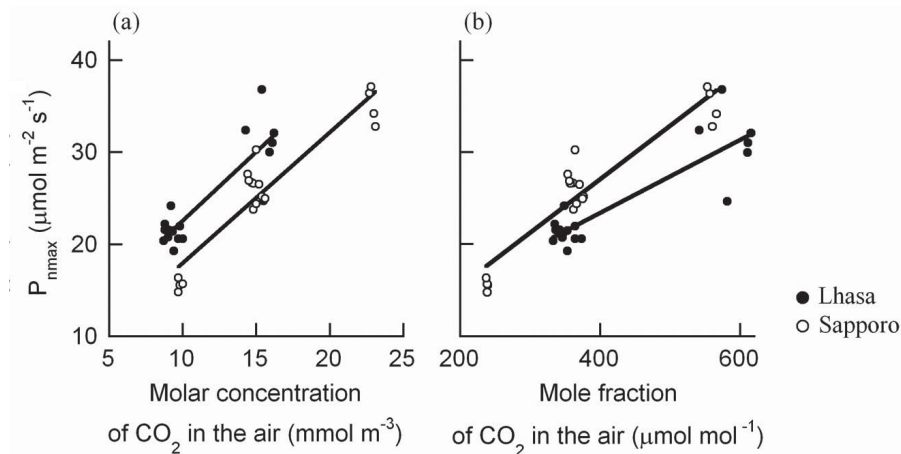 (a)
(b)
P_nmax (μmol m⁻² s⁻¹)
40
30
20
10
5 10 15 20 25
200 400 600
Molar concentration
of CO₂ in the air (mmol m⁻³)
Mole fraction
of CO₂ in the air (μmol mol⁻¹)
Lhasa
Sapporo